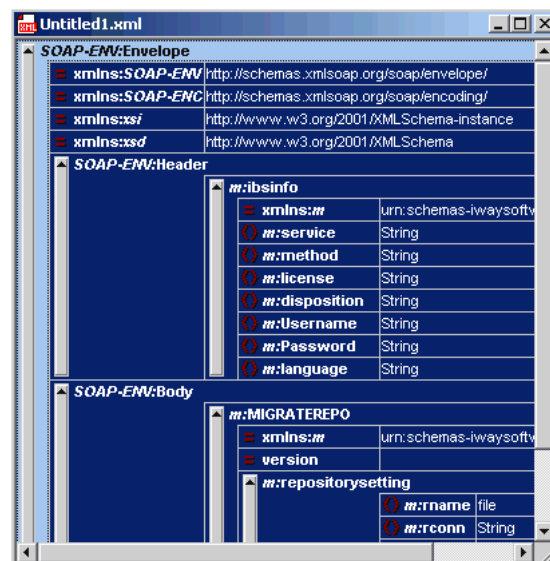 Untitled1.xml
SOAP-ENV:Envelope
xmlns:SOAP-ENV http://schemas.xmlsoap.org/soap/envelope/
xmlns:SOAP-ENC http://schemas.xmlsoap.org/soap/encoding/
xmlns:xsi http://www.w3.org/2001/XMLSchema-instance
xmlns:xsd http://www.w3.org/2001/XMLSchema
SOAP-ENV:Header
m:ibsinfo
xmlns:m urn:schemas-iwaysoftw
m:service String
m:method String
m:license String
m:disposition String
m:Username String
m:Password String
m:language String
SOAP-ENV:Body
m:MIGRATEREPO
xmlns:m urn:schemas-iwaysoftw
version
m:repositorysetting
m:rname file
m:rconn String